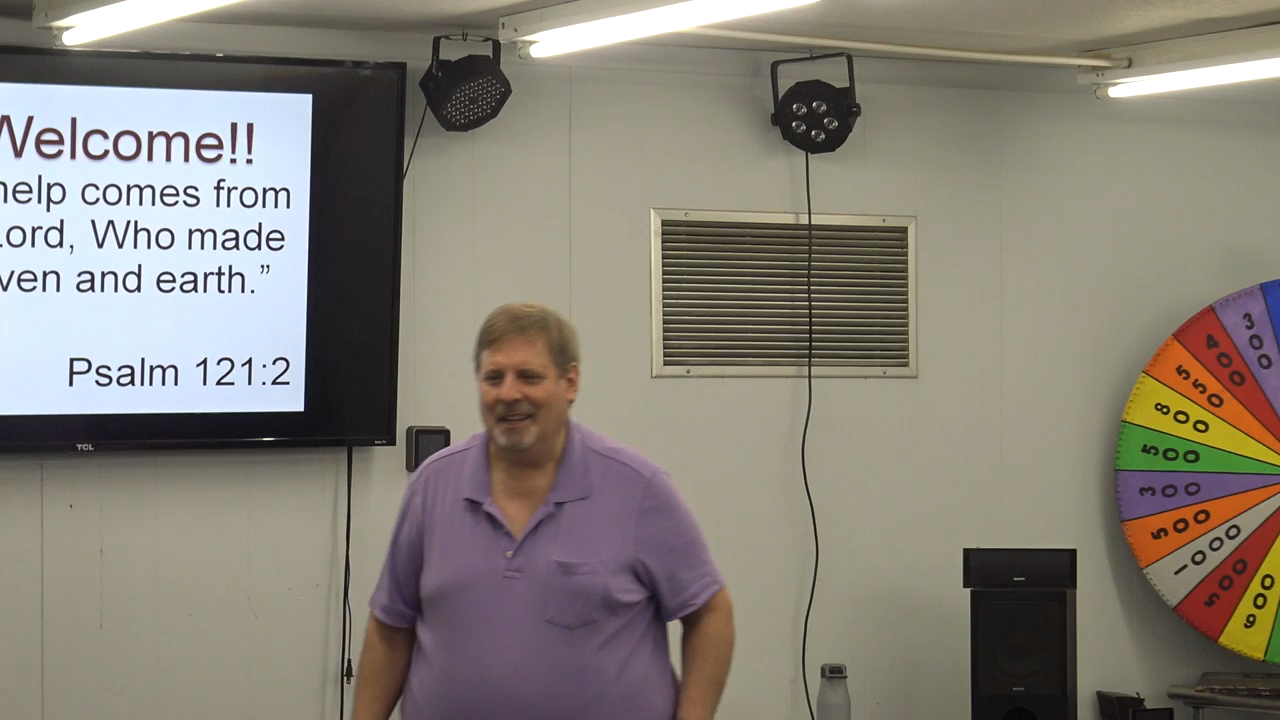 Welcome!!
help comes from
Lord, Who made
ven and earth.”
Psalm 121:2
TCL
300
400
550
800
500
300
500
1000
500
900
SONY